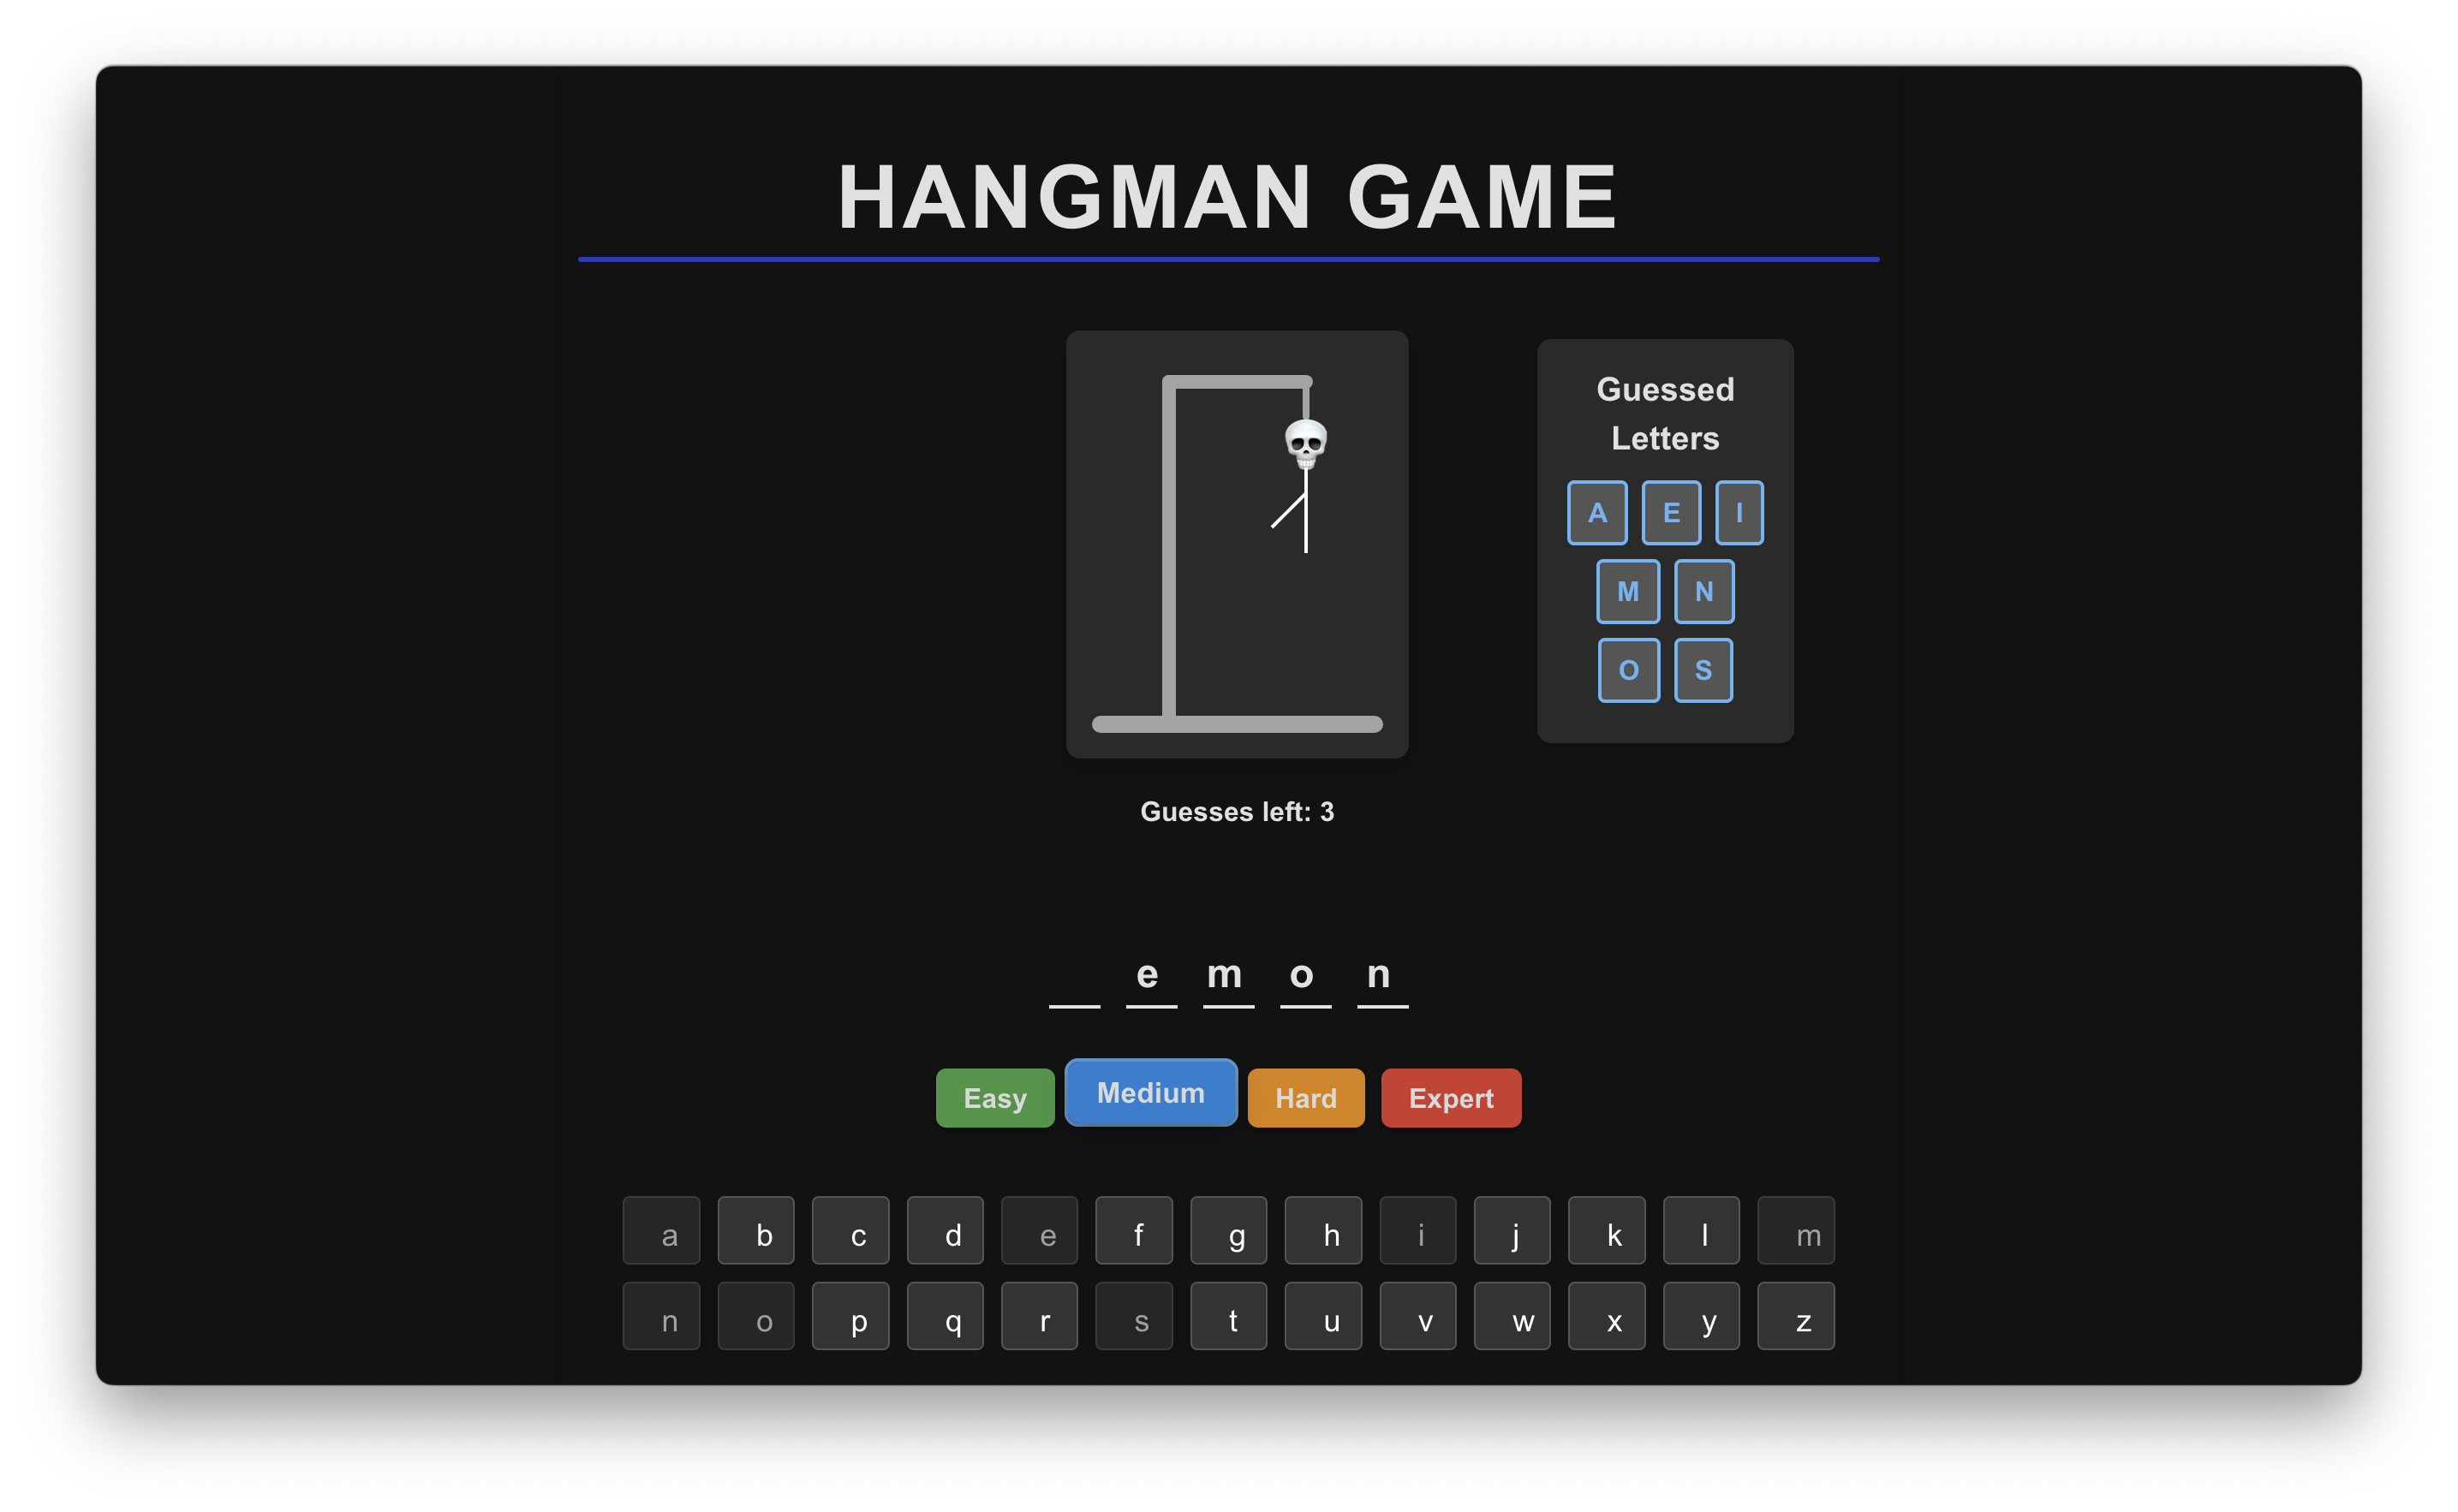 HANGMAN GAME
Guessed
Letters
A E I
M N
O S
Guesses left: 3
_ e m o n
Easy Medium Hard Expert
a b c d e f g h i j k l m
n o p q r s t u v w x y z